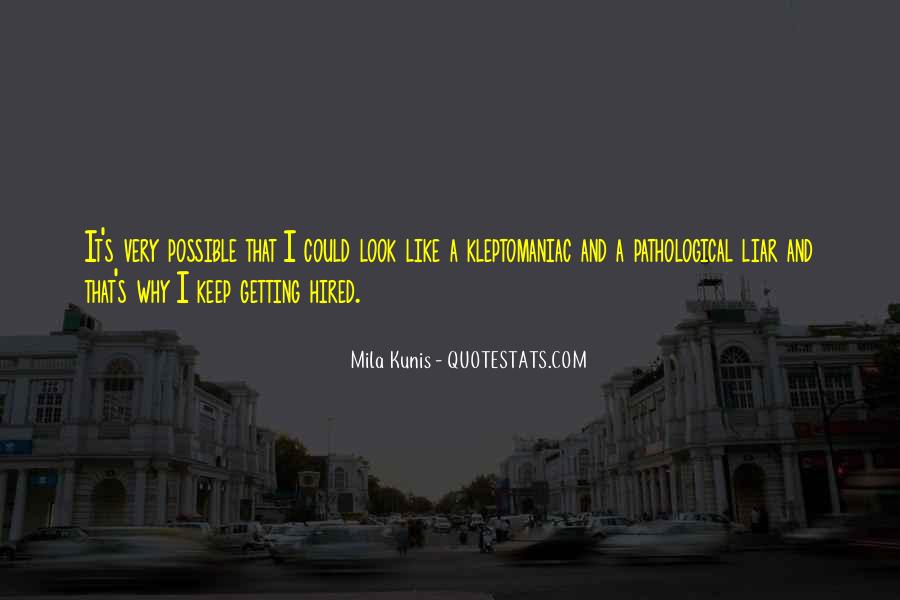 It's very possible that I could look like a kleptomaniac and a pathological liar and
that's why I keep getting hired.
Mila Kunis - QUOTESTATS.COM